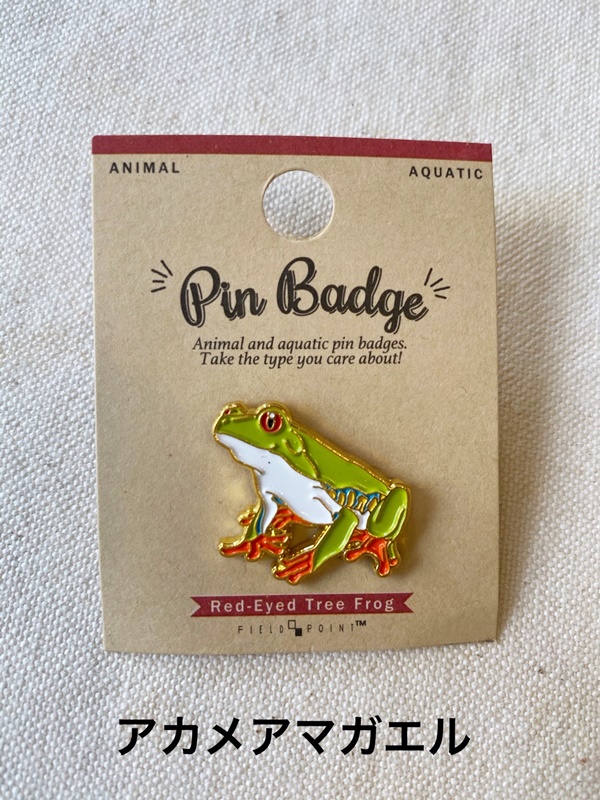 ANIMAL AQUATIC
Pin Badge
Animal and aquatic pin badges.
Take the type you care about!
Red-Eyed Tree Frog
FIELD POINT™
アカメアマガエル